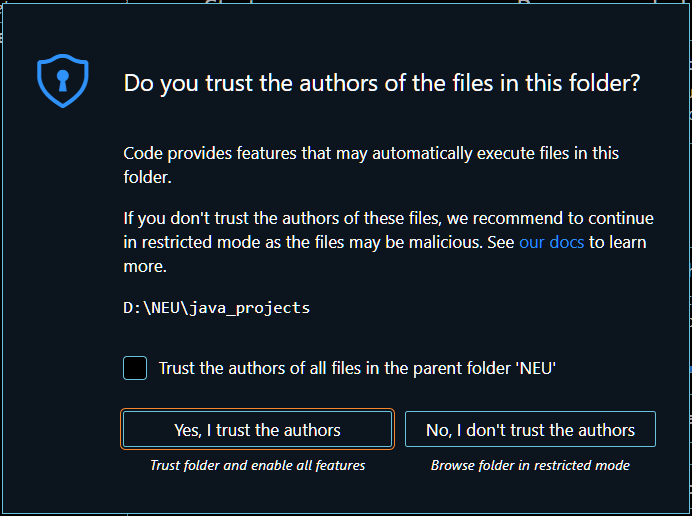 Do you trust the authors of the files in this folder?
Code provides features that may automatically execute files in this
folder.
If you don't trust the authors of these files, we recommend to continue
in restricted mode as the files may be malicious. See our docs to learn
more.
D:\NEU\java_projects
Trust the authors of all files in the parent folder 'NEU'
Yes, I trust the authors
No, I don't trust the authors
Trust folder and enable all features
Browse folder in restricted mode